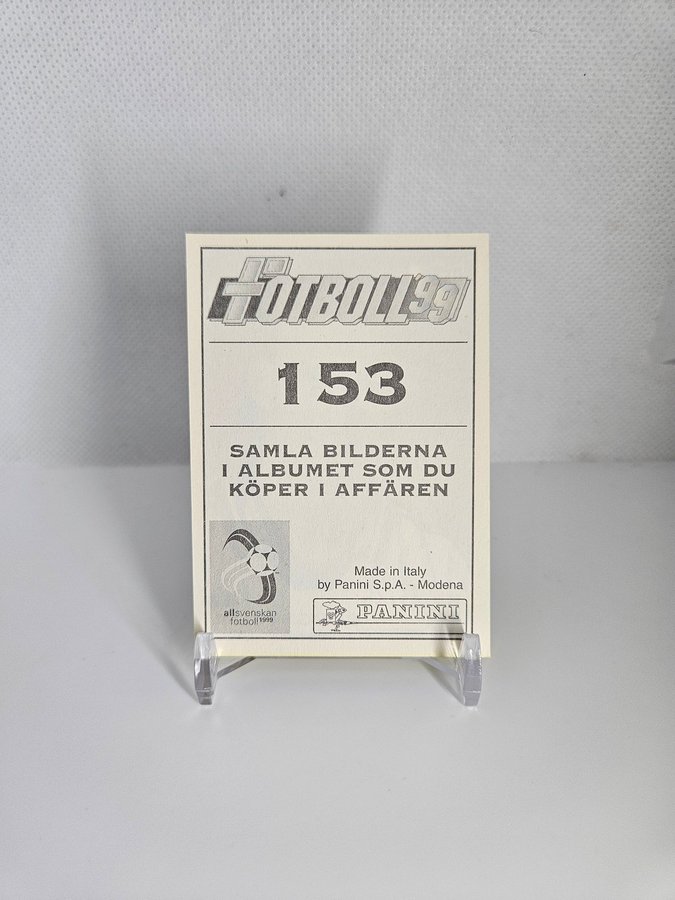 FOTBOLL'99
153
SAMLA BILDERNA
I ALBUMET SOM DU
KÖPER I AFFÄREN
allsvenskan
fotboll 1999
Made in Italy
by Panini S.p.A. - Modena
PANINI